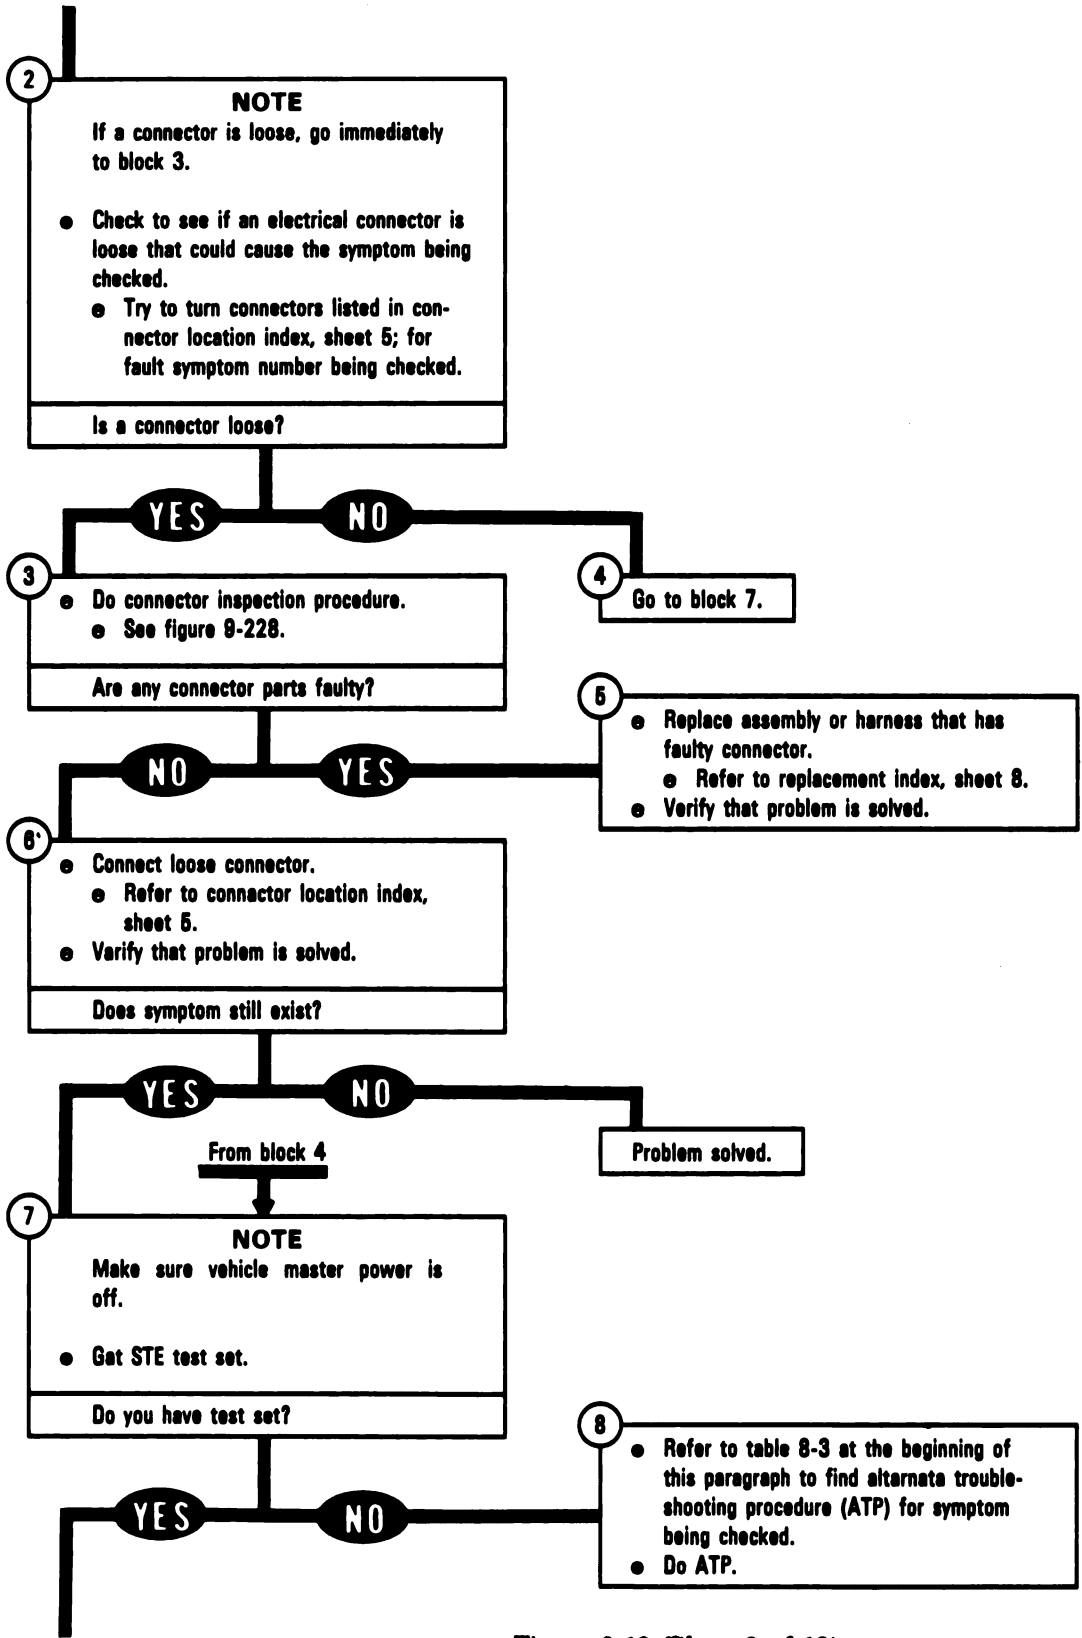 2
NOTE
If a connector is loose, go immediately
to block 3.
● Check to see if an electrical connector is
loose that could cause the symptom being
checked.
● Try to turn connectors listed in con-
nector location index, sheet 5; for
fault symptom number being checked.
Is a connector loose?
YES
NO
3
● Do connector inspection procedure.
● See figure 9-228.
Are any connector parts faulty?
4
Go to block 7.
NO
YES
5
● Replace assembly or harness that has
faulty connector.
● Refer to replacement index, sheet 8.
● Verify that problem is solved.
6
● Connect loose connector.
● Refer to connactor location index,
sheet 5.
● Varify that problem is solved.
Does symptom still exist?
YES
NO
Problem solved.
From block 4
7
NOTE
Make sure vehicle master power is
off.
● Gat STE test set.
Do you have test set?
YES
NO
8
● Refer to table 8-3 at the beginning of
this paragraph to find altarnata trouble-
shooting procedure (ATP) for symptom
being checked.
● Do ATP.